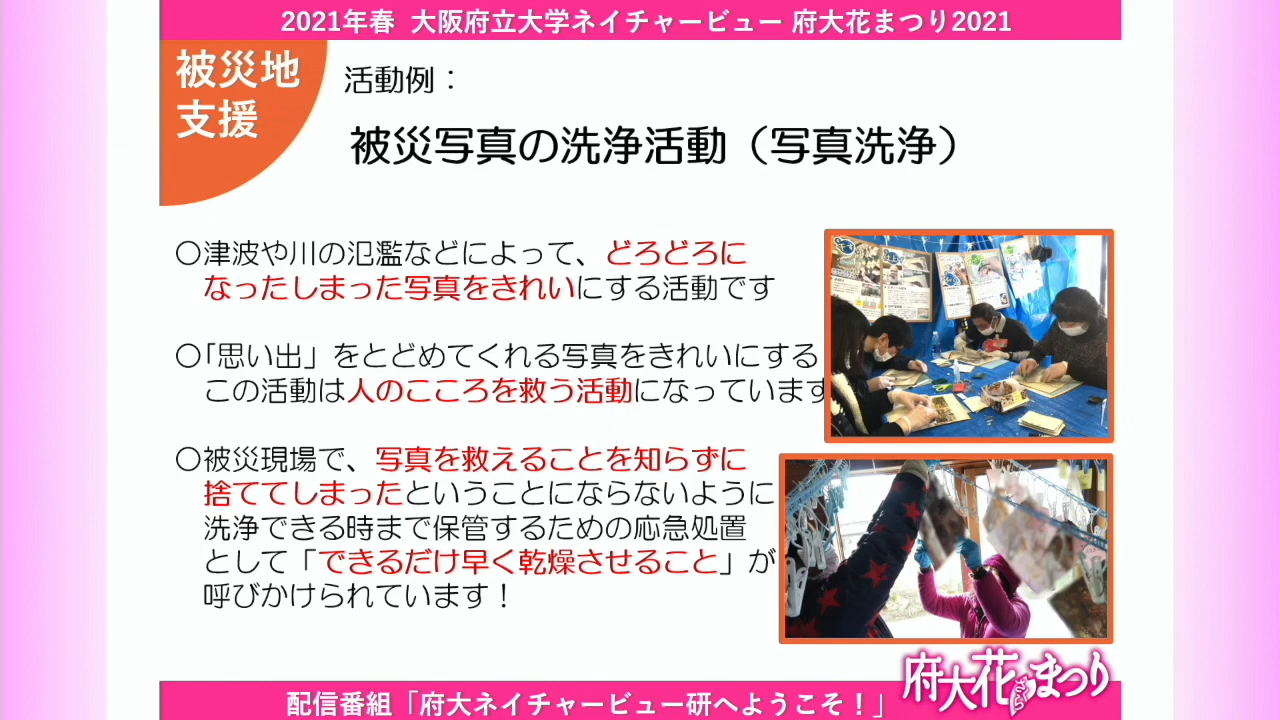 2021年春 大阪府立大学ネイチャービュー 府大花まつり2021
被災地
支援
活動例：
被災写真の洗浄活動（写真洗浄）
〇津波や川の氾濫などによって、どろどろに
なったしまった写真をきれいにする活動です
〇「思い出」をとどめてくれる写真をきれいにする
この活動は人のこころを救う活動になっています
〇被災現場で、写真を救えることを知らずに
捨ててしまったということにならないように
洗浄できる時まで保管するための応急処置
として「できるだけ早く乾燥させること」が
呼びかけられています！
府大花まつり
配信番組「府大ネイチャービュー研へようこそ！」